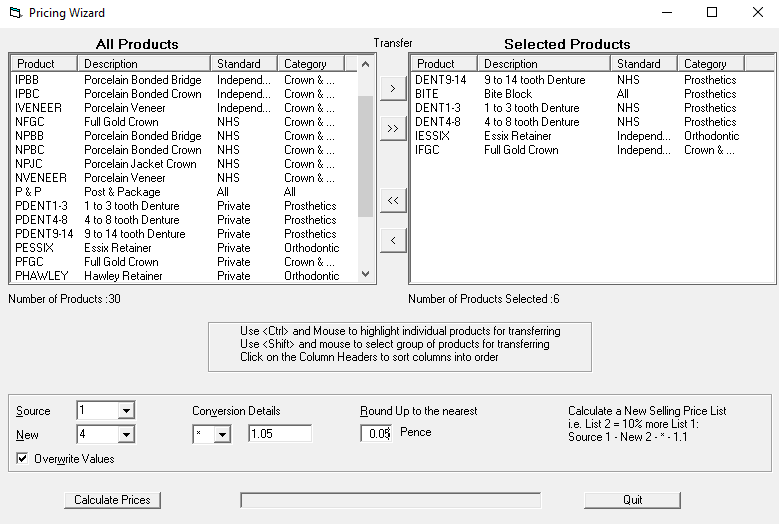 Pricing Wizard
All Products
Transfer
Selected Products
Product Description Standard Category
IPBB Porcelain Bonded Bridge Independ... Crown & ...
IPBC Porcelain Bonded Crown Independ... Crown & ...
IVENEER Porcelain Veneer Independ... Crown & ...
NFGC Full Gold Crown NHS Crown & ...
NPBB Porcelain Bonded Bridge NHS Crown & ...
NPBC Porcelain Bonded Crown NHS Crown & ...
NPJC Porcelain Jacket Crown NHS Crown & ...
NVENEER Porcelain Veneer NHS Crown & ...
P & P Post & Package All All
PDENT1-3 1 to 3 tooth Denture Private Prosthetics
PDENT4-8 4 to 8 tooth Denture Private Prosthetics
PDENT9-14 9 to 14 tooth Denture Private Prosthetics
PESSIX Essix Retainer Private Orthodontic
PFGC Full Gold Crown Private Crown & ...
PHAWLEY Hawley Retainer Private Orthodontic
Number of Products :30
>
>>
<<
<
Product Description Standard Category
DENT9-14 9 to 14 tooth Denture NHS Prosthetics
BITE Bite Block All Prosthetics
DENT1-3 1 to 3 tooth Denture NHS Prosthetics
DENT4-8 4 to 8 tooth Denture NHS Prosthetics
IESSIX Essix Retainer Independ... Orthodontic
IFGC Full Gold Crown Independ... Crown & ...
Number of Products Selected :6
Use <Ctrl> and Mouse to highlight individual products for transferring
Use <Shift> and mouse to select group of products for transferring
Click on the Column Headers to sort columns into order
Source 1
New 4
Overwrite Values
Conversion Details
* 1.05
Round Up to the nearest
0.05 Pence
Calculate a New Selling Price List
i.e. List 2 = 10% more List 1:
Source 1 - New 2 - * - 1.1
Calculate Prices
Quit